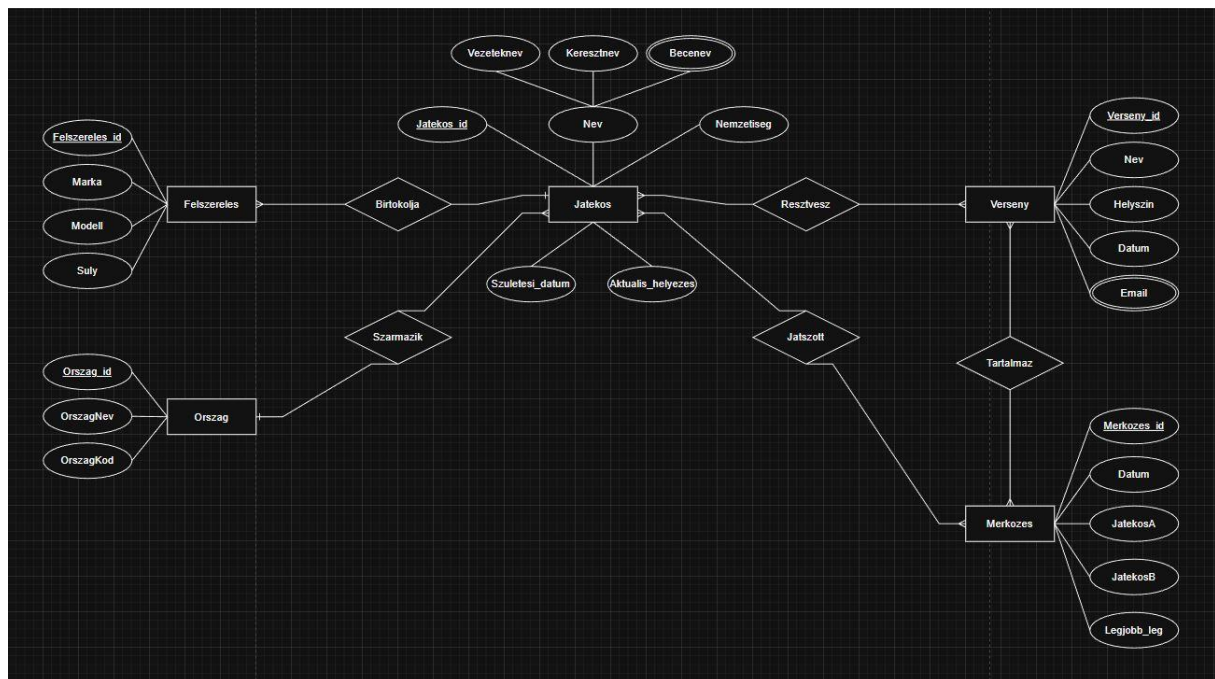 Vezeteknev
Keresztnev
Becenev
Jatekos_id
Nev
Nemzetiseg
Felszereles_id
Marka
Modell
Suly
Felszereles
Birtokolja
Jatekos
Resztvesz
Verseny
Verseny_id
Nev
Helyszin
Datum
Email
Szuletesi_datum
Aktualis_helyezes
Szarmazik
Jatszott
Tartalmaz
Orszag_id
OrszagNev
OrszagKod
Orszag
Merkozes
Merkozes_id
Datum
JatekosA
JatekosB
Legjobb_leg